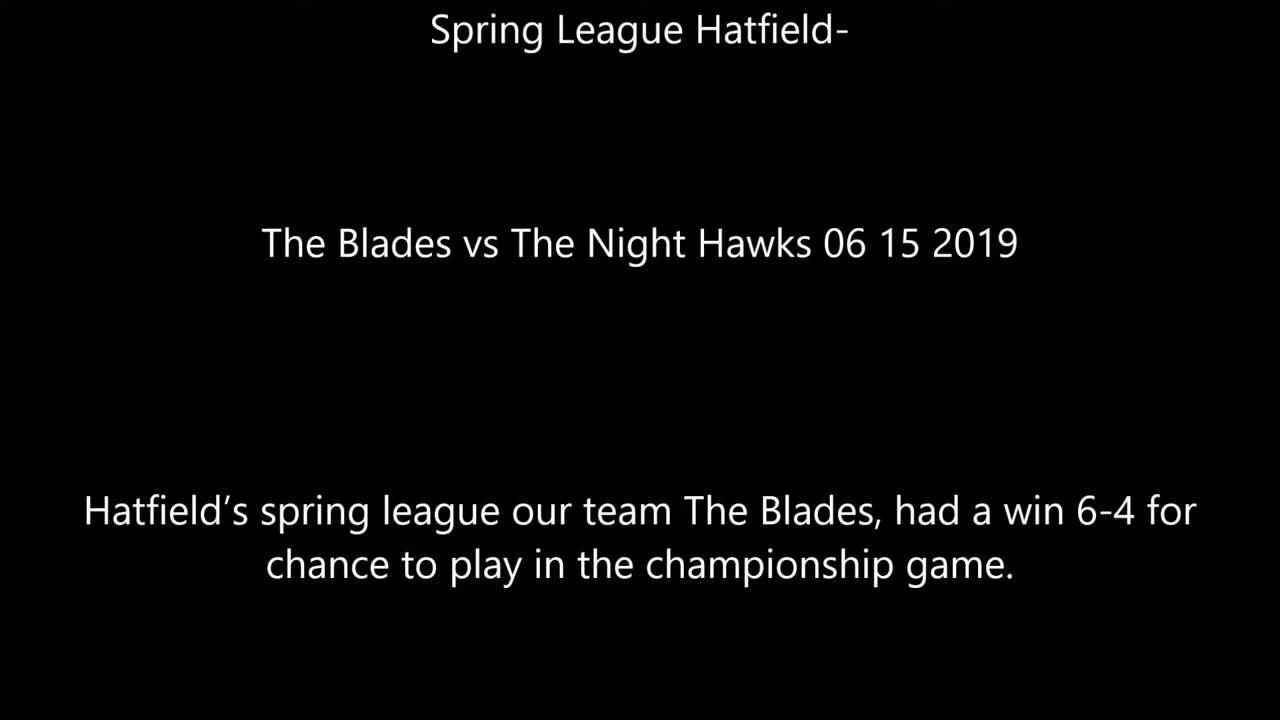 Spring League Hatfield-
The Blades vs The Night Hawks 06 15 2019
Hatfield’s spring league our team The Blades, had a win 6-4 for
chance to play in the championship game.